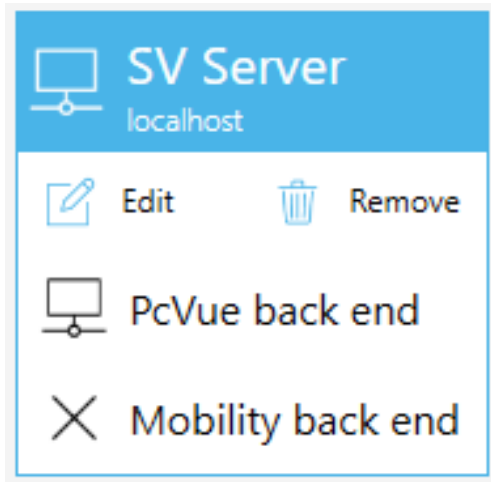 SV Server
localhost
Edit Remove
PcVue back end
Mobility back end